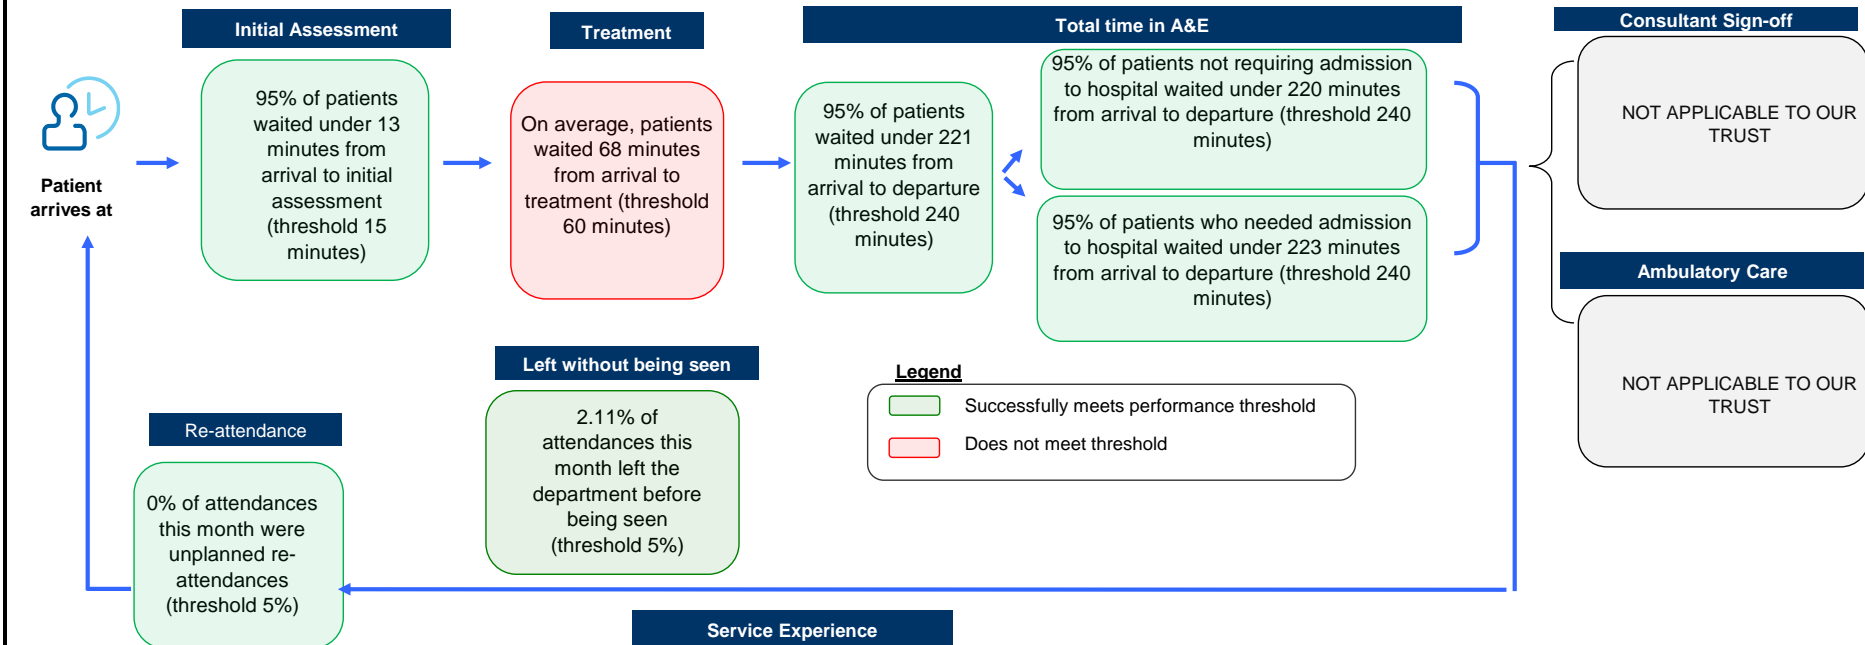 Initial Assessment
95% of patients
waited under 13
minutes from
arrival to initial
assessment
(threshold 15
minutes)
Treatment
On average, patients
waited 68 minutes
from arrival to
treatment (threshold
60 minutes)
Total time in A&E
95% of patients
waited under 221
minutes from
arrival to departure
(threshold 240
minutes)
95% of patients not requiring admission
to hospital waited under 220 minutes
from arrival to departure (threshold 240
minutes)
95% of patients who needed admission
to hospital waited under 223 minutes
from arrival to departure (threshold 240
minutes)
Consultant Sign-off
NOT APPLICABLE TO OUR
TRUST
Ambulatory Care
NOT APPLICABLE TO OUR
TRUST
Patient
arrives at
Left without being seen
2.11% of
attendances this
month left the
department before
being seen
(threshold 5%)
Legend
Successfully meets performance threshold
Does not meet threshold
Re-attendance
0% of attendances
this month were
unplanned re-
attendances
(threshold 5%)
Service Experience